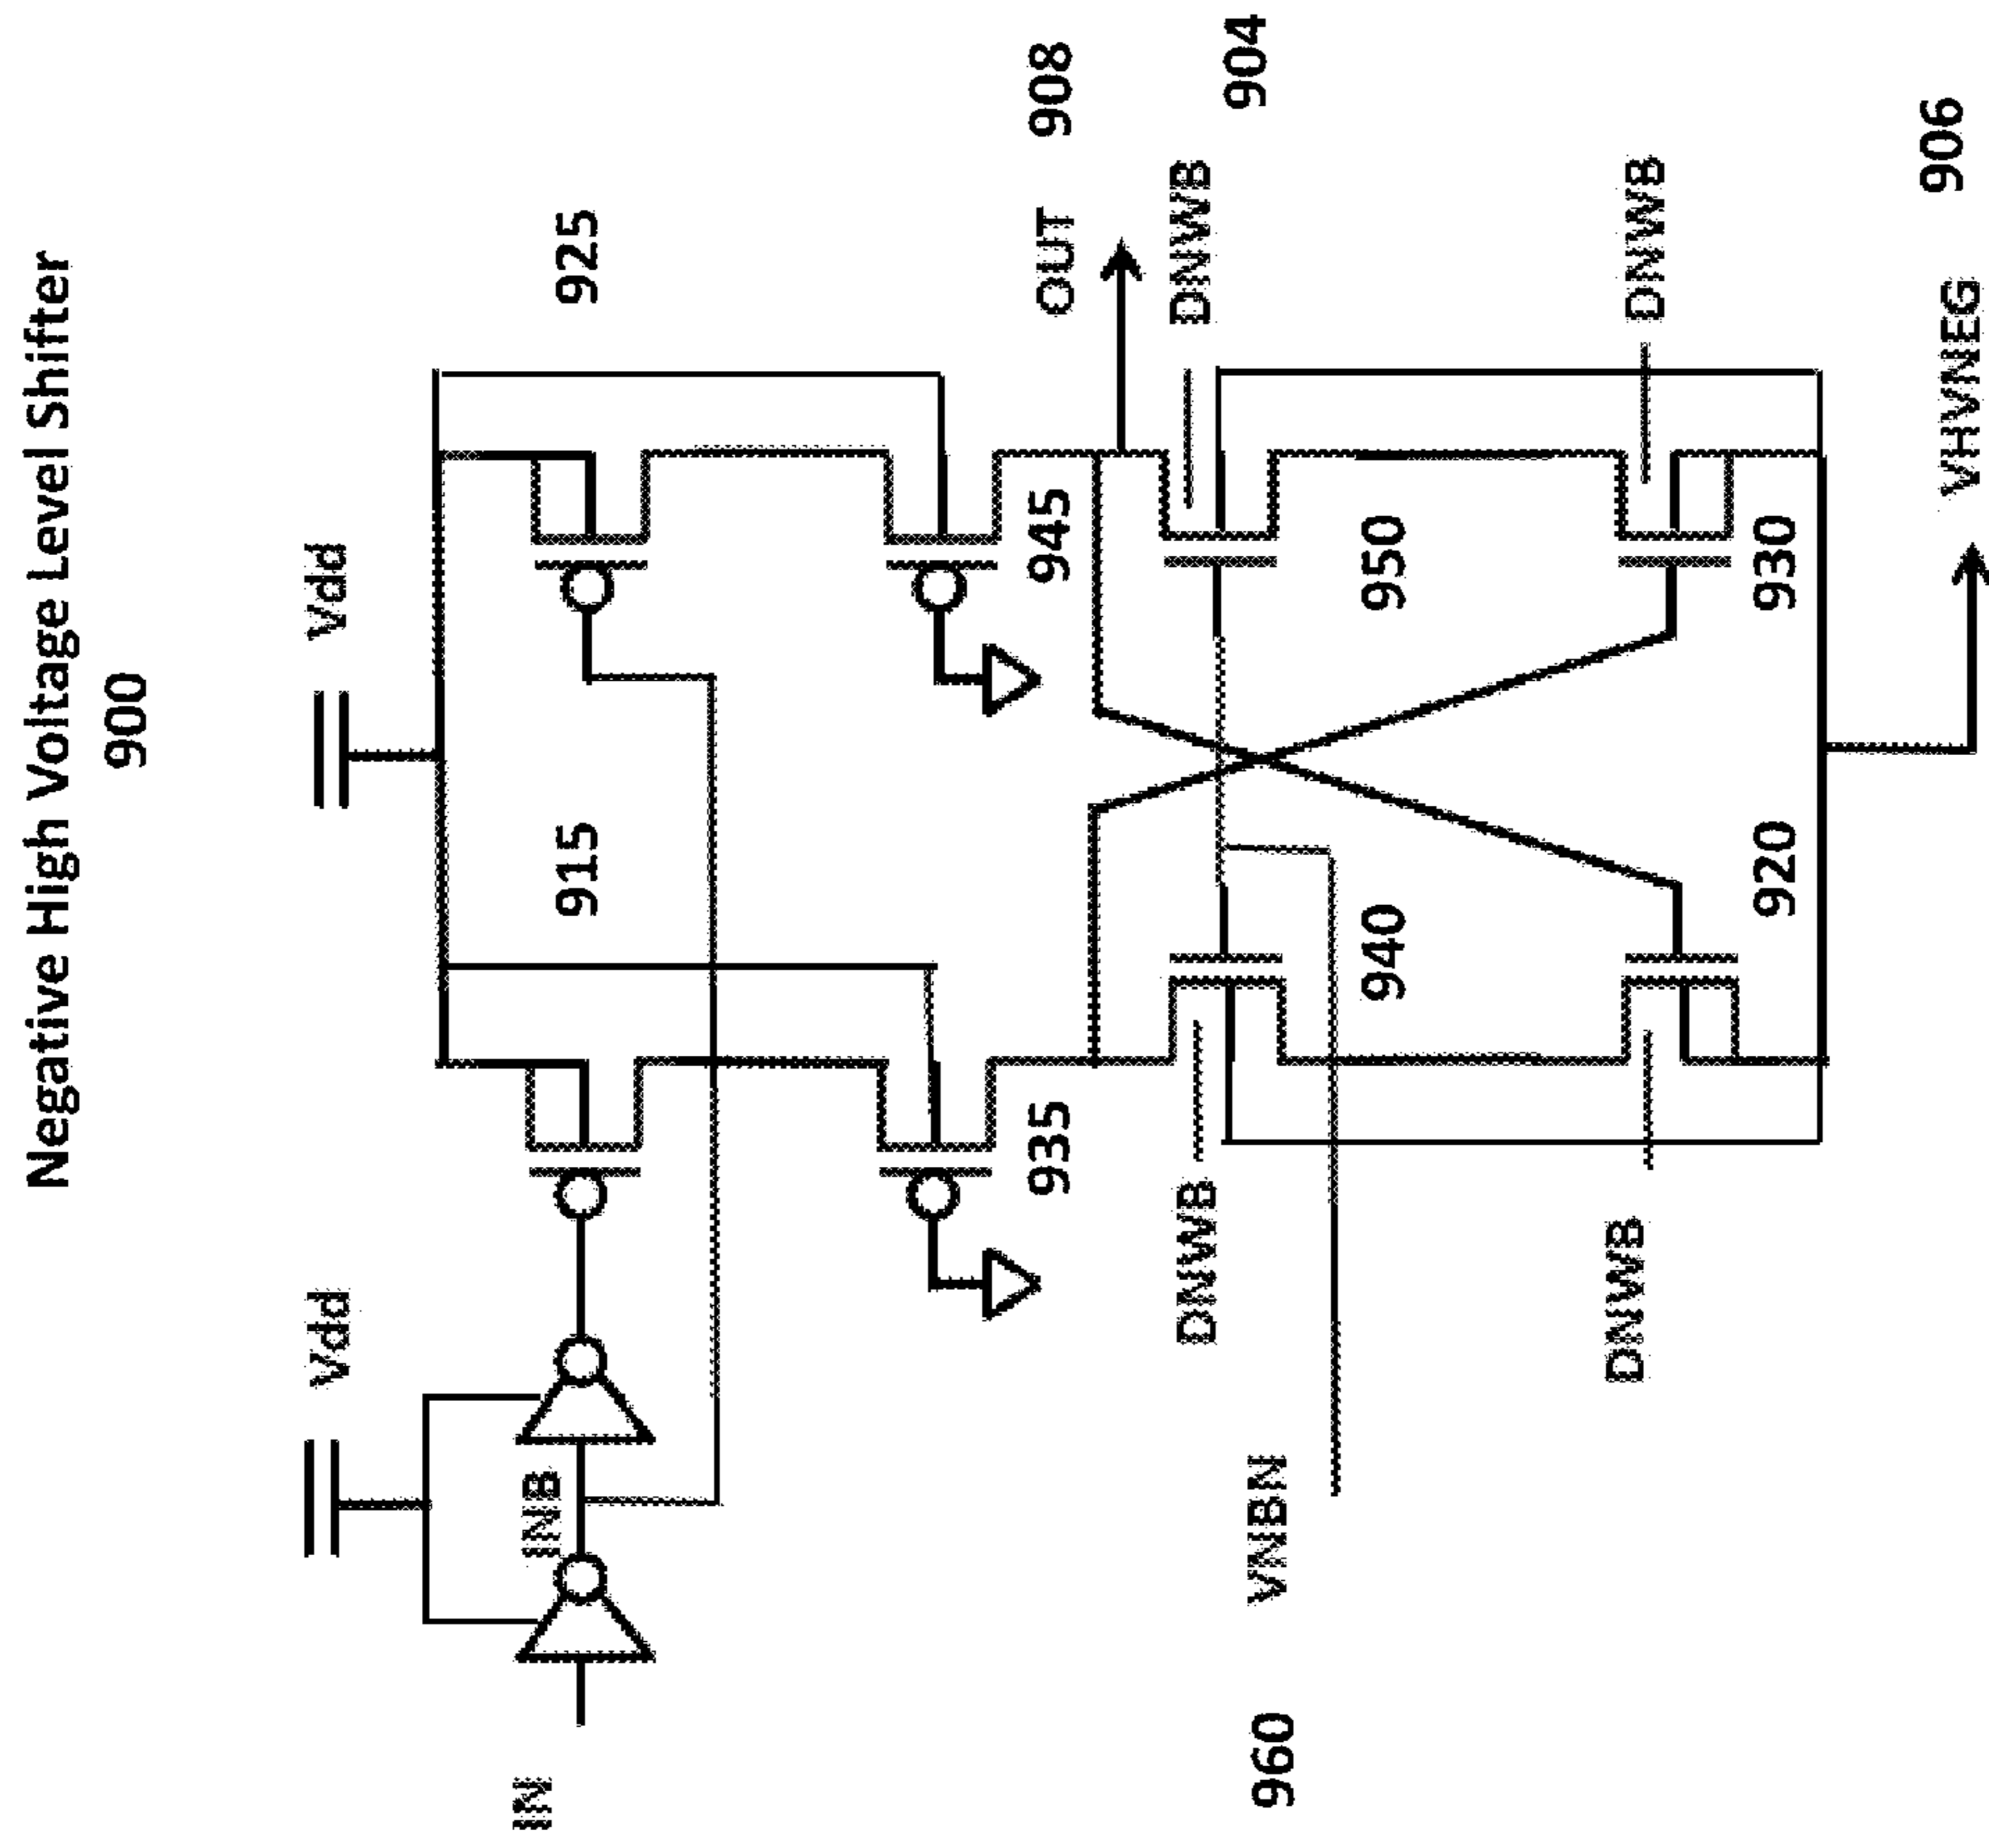 Negative High Voltage Level Shifter
900
Vdd
Vdd
IN
INB
915
925
935
945
OUT
908
DNWB
DNWB
904
VNBN
960
940
950
DNWB
DNWB
920
930
VHVNEG
906